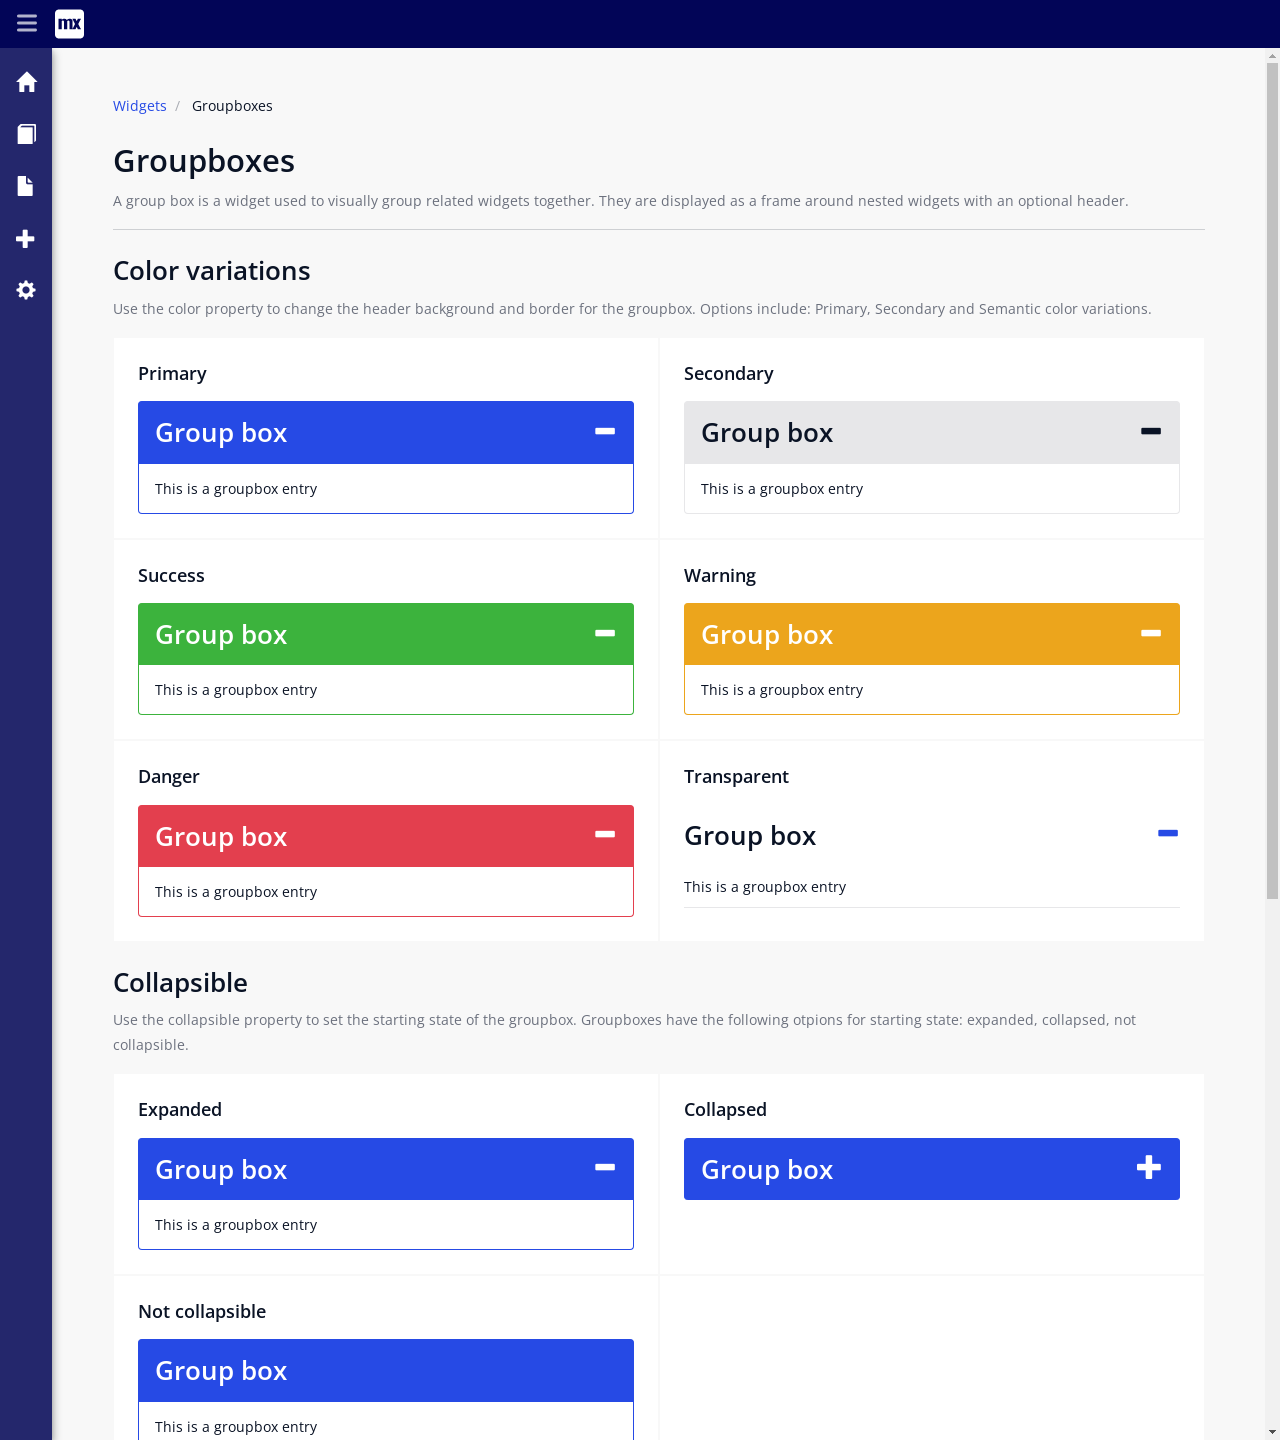 mx
Widgets / Groupboxes
Groupboxes
A group box is a widget used to visually group related widgets together. They are displayed as a frame around nested widgets with an optional header.
Color variations
Use the color property to change the header background and border for the groupbox. Options include: Primary, Secondary and Semantic color variations.
Primary
Group box
This is a groupbox entry
Secondary
Group box
This is a groupbox entry
Success
Group box
This is a groupbox entry
Warning
Group box
This is a groupbox entry
Danger
Group box
This is a groupbox entry
Transparent
Group box
This is a groupbox entry
Collapsible
Use the collapsible property to set the starting state of the groupbox. Groupboxes have the following otpions for starting state: expanded, collapsed, not
collapsible.
Expanded
Group box
This is a groupbox entry
Collapsed
Group box
Not collapsible
Group box
This is a groupbox entry